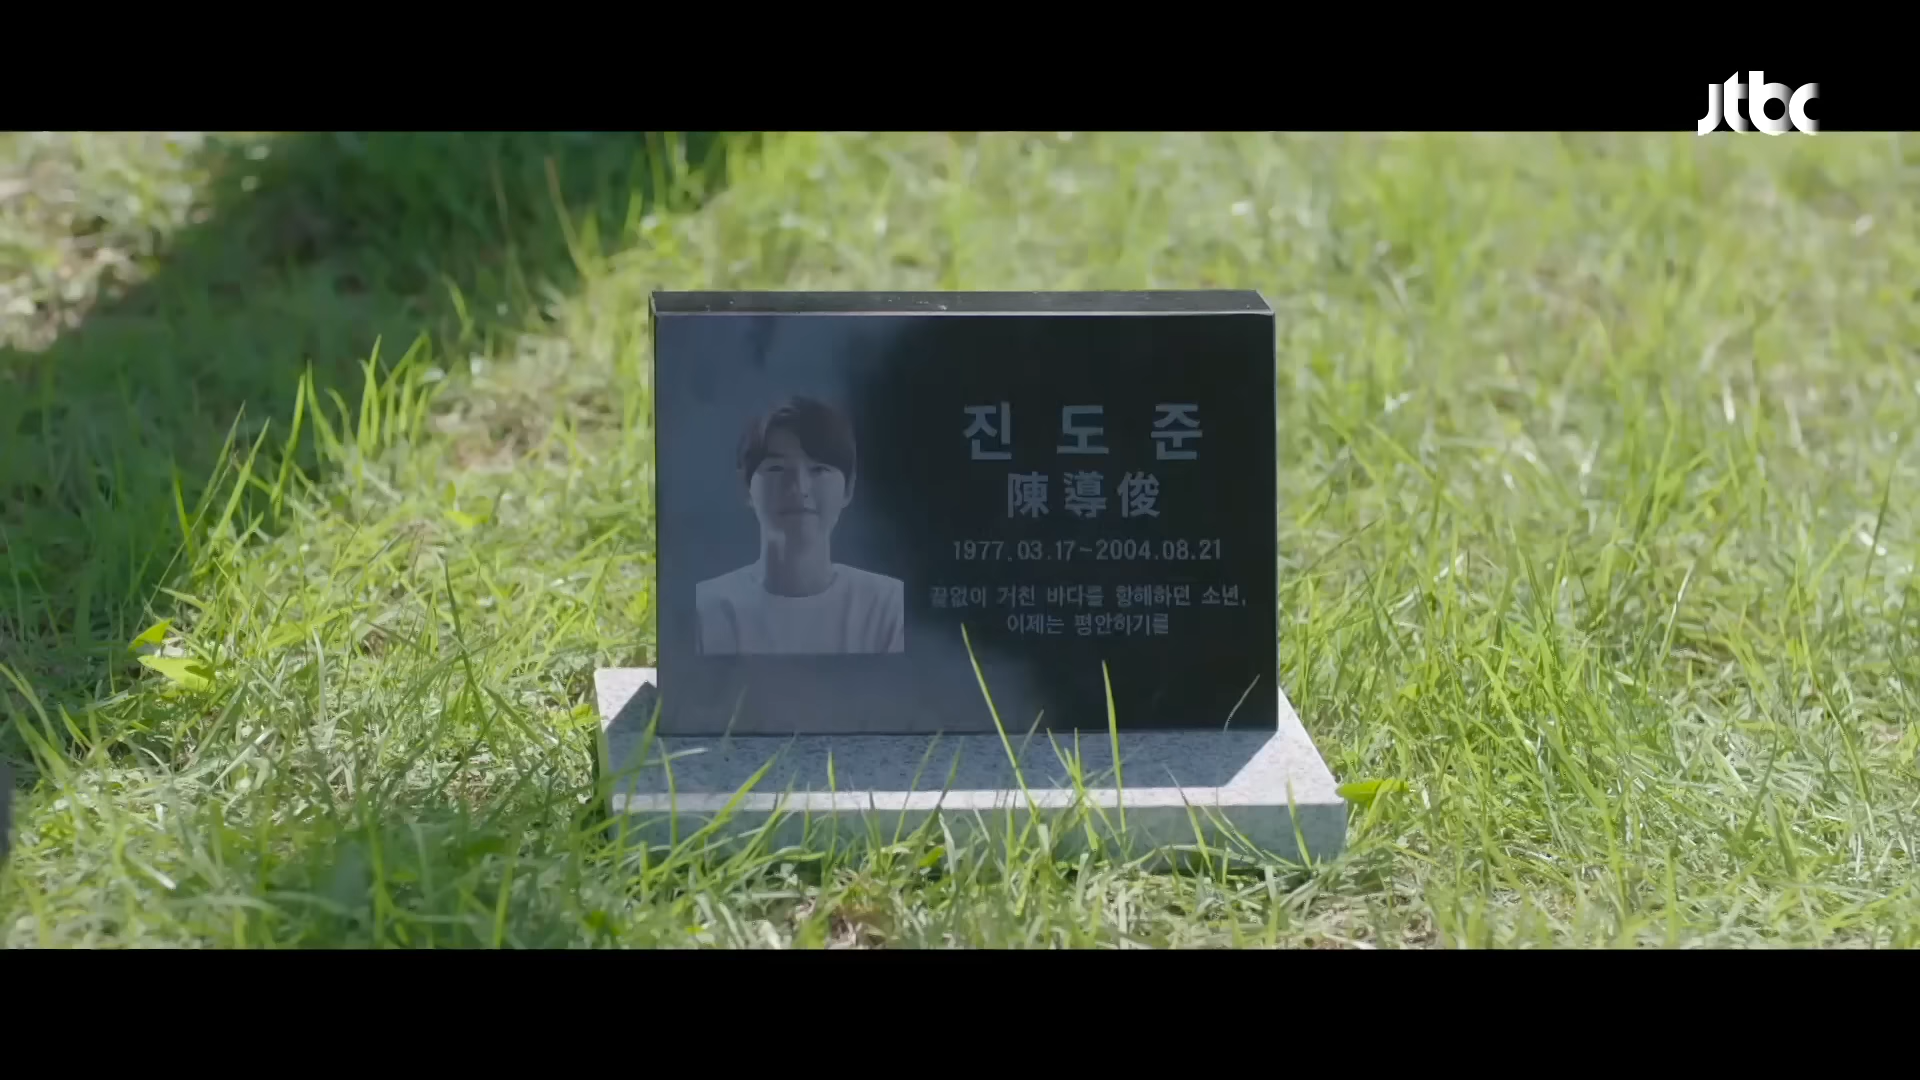 jtbc
진 도 준
陳導俊
1977.03.17~2004.08.21
끝없이 거친 바다를 항해하던 소년,
이제는 평안하기를